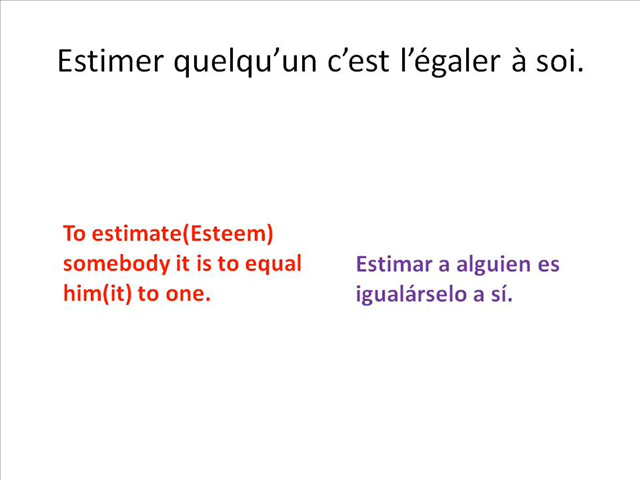 Estimer quelqu’un c’est l’égaler à soi.
To estimate(Esteem)
somebody it is to equal
him(it) to one.
Estimar a alguien es
igualárselo a sí.